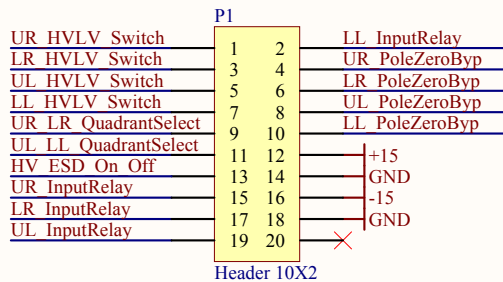 P1
UR_HVLV_Switch 1 2 LL_InputRelay
LR_HVLV_Switch 3 4 UR_PoleZeroByp
UL_HVLV_Switch 5 6 LR_PoleZeroByp
LL_HVLV_Switch 7 8 UL_PoleZeroByp
UR_LR_QuadrantSelect 9 10 LL_PoleZeroByp
UL_LL_QuadrantSelect 11 12 +15
HV_ESD_On_Off 13 14 GND
UR_InputRelay 15 16 -15
LR_InputRelay 17 18 GND
UL_InputRelay 19 20
Header 10X2